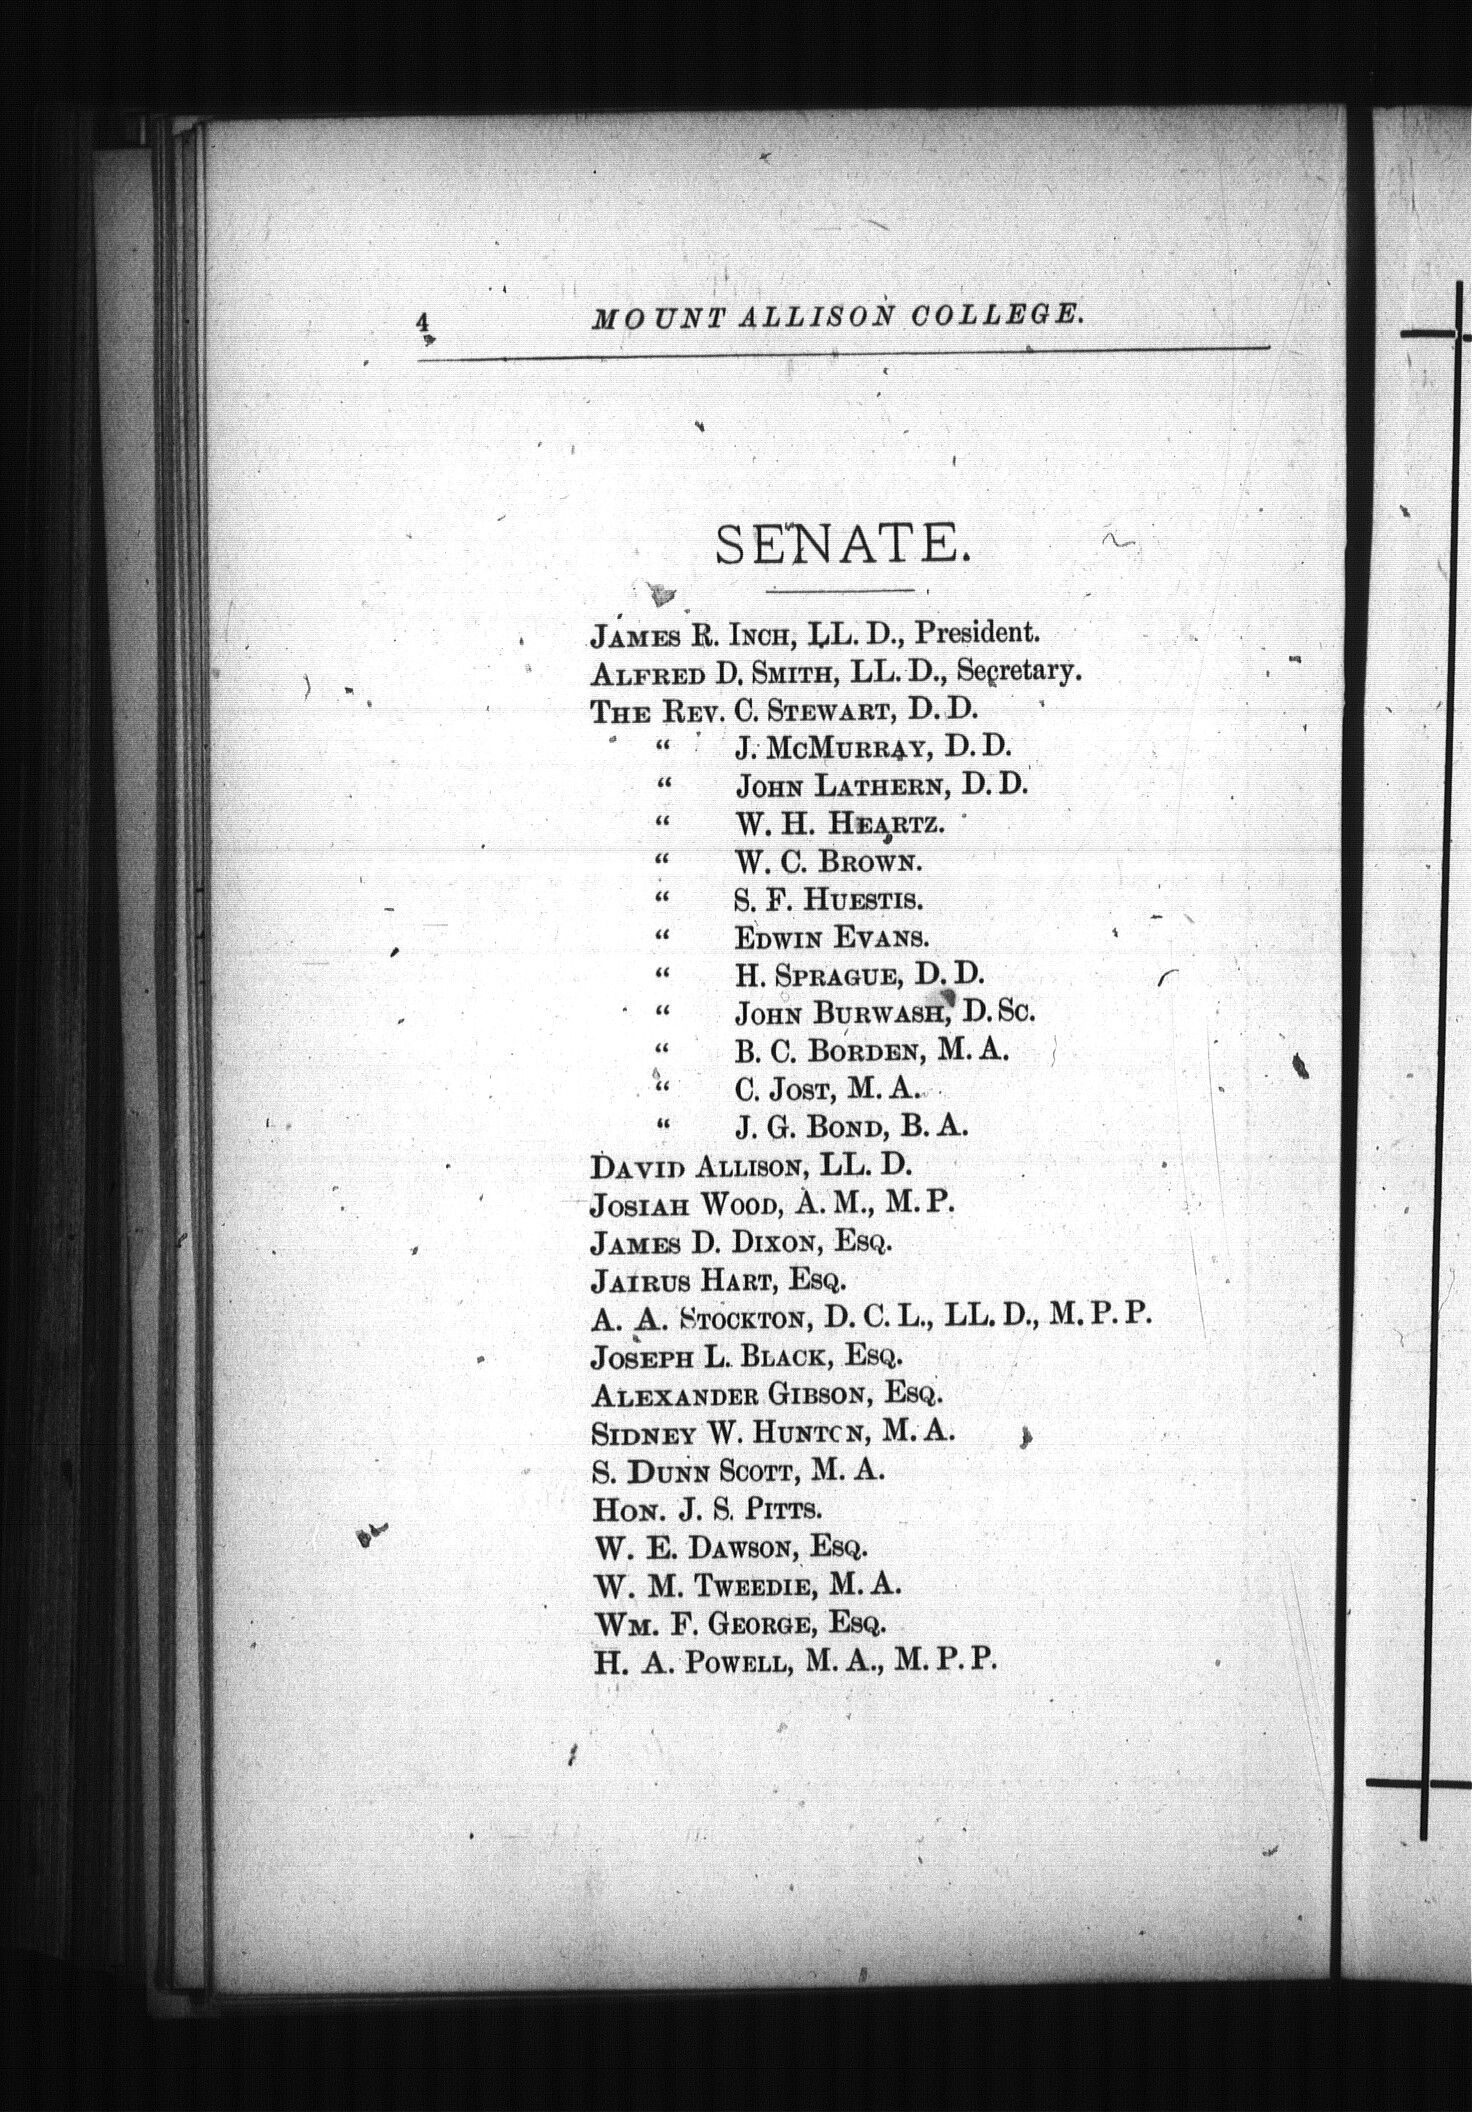 4 MOUNT ALLISON COLLEGE.
SENATE.
JAMES R. INCH, LL. D., President.
ALFRED D. SMITH, LL. D., Secretary.
THE REV. C. STEWART, D. D.
“ J. MCMURRAY, D. D.
“ JOHN LATHERN, D. D.
“ W. H. HEARTZ.
“ W. C. BROWN.
“ S. F. HUESTIS.
“ EDWIN EVANS.
“ H. SPRAGUE, D. D.
“ JOHN BURWASH, D. SC.
“ B. C. BORDEN, M. A.
“ C. JOST, M. A.
“ J. G. BOND, B. A.
DAVID ALLISON, LL. D.
JOSIAH WOOD, A. M., M. P.
JAMES D. DIXON, ESQ.
JAIRUS HART, ESQ.
A. A. STOCKTON, D. C. L., LL. D., M. P. P.
JOSEPH L. BLACK, ESQ.
ALEXANDER GIBSON, ESQ.
SIDNEY W. HUNTON, M. A.
S. DUNN SCOTT, M. A.
HON. J. S. PITTS.
W. E. DAWSON, ESQ.
W. M. TWEEDIE, M. A.
WM. F. GEORGE, ESQ.
H. A. POWELL, M. A., M. P. P.